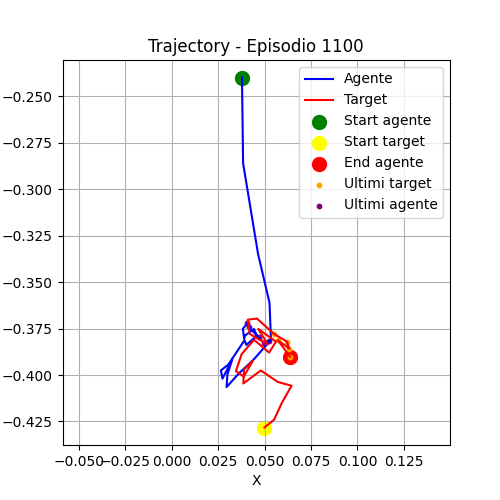 Trajectory - Episodio 1100
Agente
Target
Start agente
Start target
End agente
Ultimi target
Ultimi agente
−0.250
−0.275
−0.300
−0.325
−0.350
−0.375
−0.400
−0.425
−0.050
−0.025
0.000
0.025
0.050
0.075
0.100
0.125
X